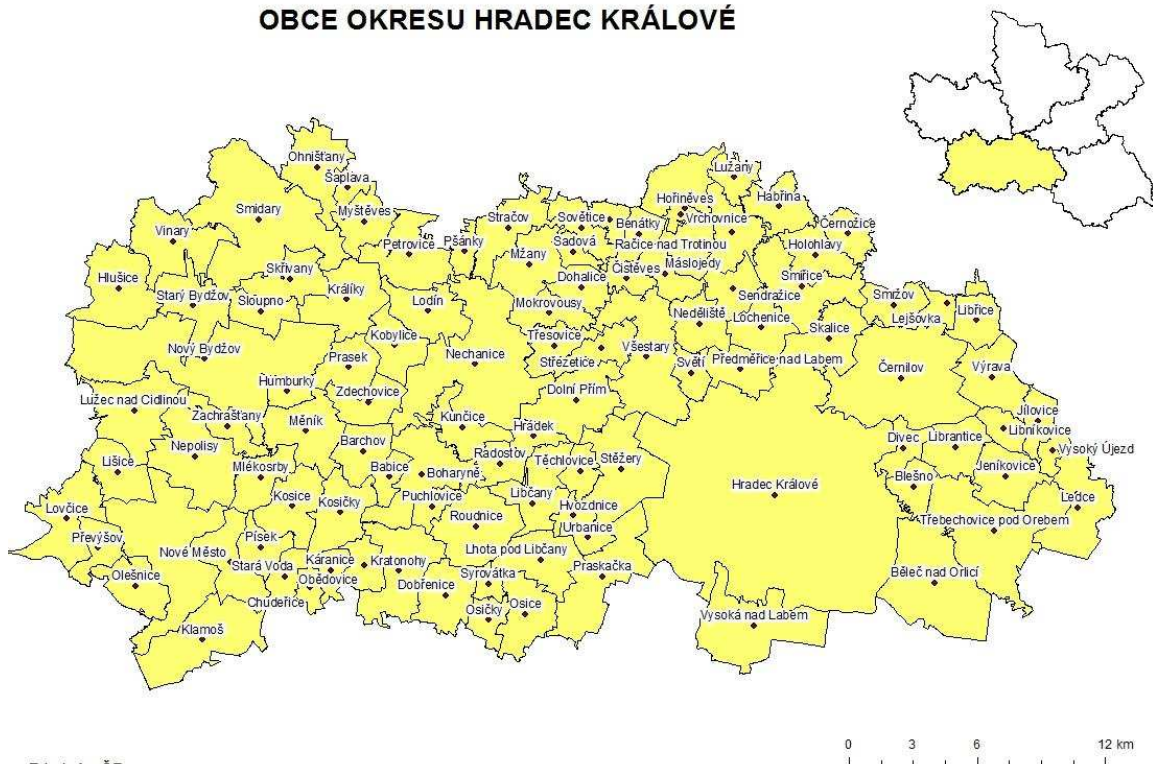 OBCE OKRESU HRADEC KRÁLOVÉ
Ohnišťany
Šaplava
Lužany
Smidary
Myštěves
Hořiněves
Habřina
Stračov
Sovětice
Benátky
Vrchovnice
Černožice
Vinary
Petrovice
Pšánky
Sadová
Račice nad Trotinou
Holohlavy
Mžany
Hlušice
Skřivany
Čištěves
Máslojedy
Smiřice
Starý Bydžov
Sloupno
Králíky
Lodín
Dohalice
Sendražice
Smržov
Mokrovousy
Neděliště
Lochenice
Lejšovka
Libřice
Skalice
Kobylice
Třesovice
Nový Bydžov
Prasek
Nechanice
Střezetice
Všestary
Světí
Předměřice nad Labem
Černilov
Výrava
Humburky
Zdechovice
Dolní Přím
Lužec nad Cidlinou
Zachrašťany
Měník
Kunčice
Hrádek
Jílovice
Libníkovice
Nepolisy
Barchov
Radostov
Divec
Librantice
Vysoký Újezd
Lišice
Mlékosrby
Babice
Boharyně
Těchlovice
Stěžery
Blešno
Jeníkovice
Hradec Králové
Kosice
Kosičky
Puchlovice
Libčany
Ledce
Lovčice
Roudnice
Hvozdnice
Urbanice
Třebechovice pod Orebem
Převýšov
Nové Město
Písek
Stará Voda
Káranice
Kratonohy
Lhota pod Libčany
Olešnice
Obědovice
Dobřenice
Syrovátka
Praskačka
Běleč nad Orlicí
Chudeřice
Osičky
Osice
Vysoká nad Labem
Klamoš
0 3 6 12 km